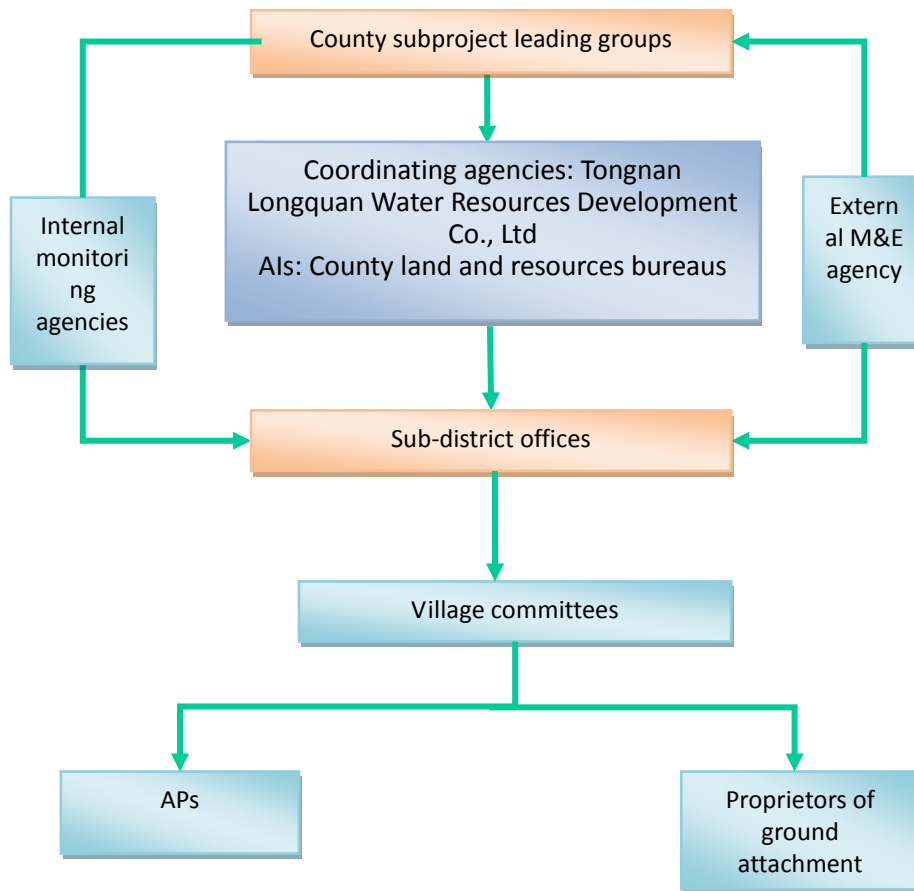 County subproject leading groups
Coordinating agencies: Tongnan
Longquan Water Resources Development
Co., Ltd
AIs: County land and resources bureaus
Internal
monitori
ng
agencies
Extern
al M&E
agency
Sub-district offices
Village committees
APs
Proprietors of
ground
attachment